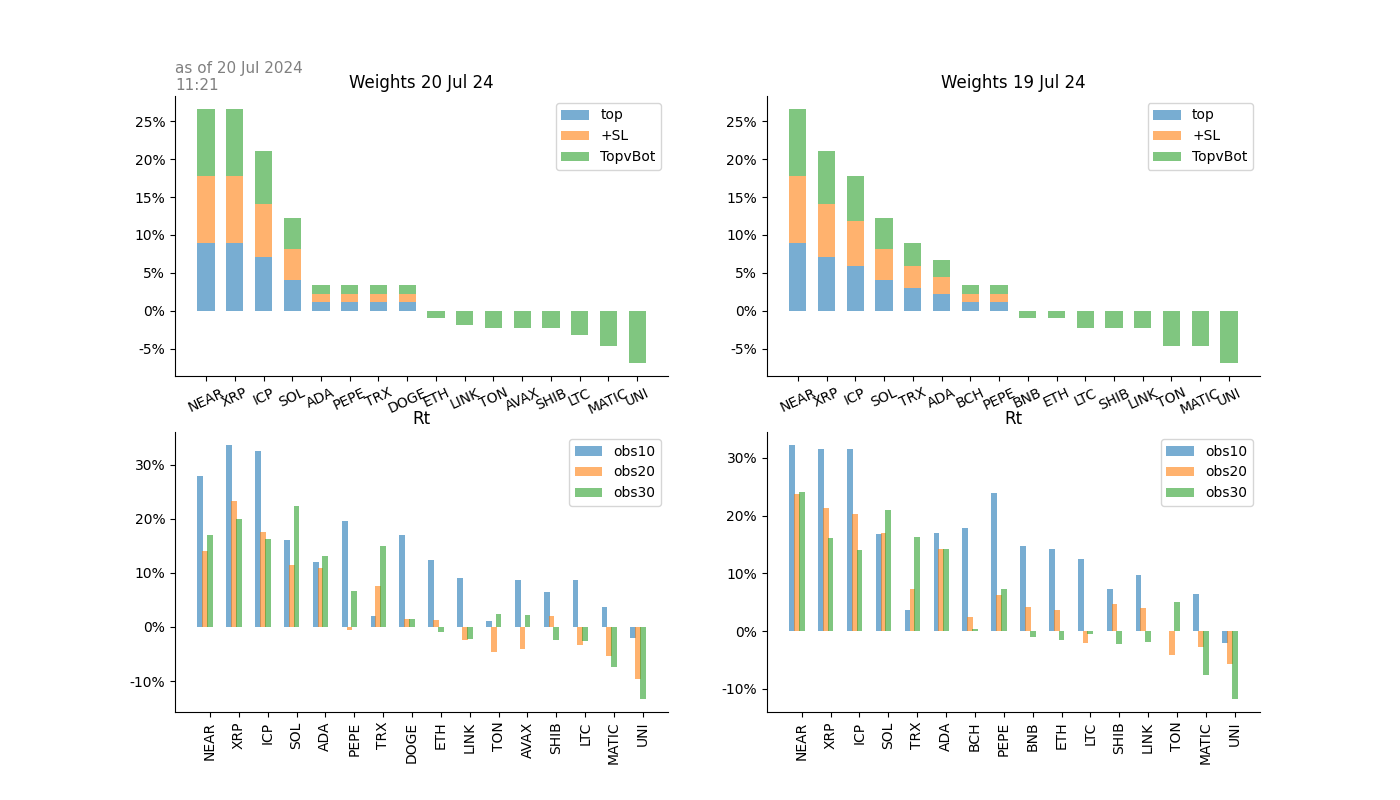 as of 20 Jul 2024
11:21
Weights 20 Jul 24
25%
20%
15%
10%
5%
0%
-5%
top
+SL
TopvBot
NEAR XRP ICP SOL ADA PEPE TRX DOGE ETH LINK TON AVAX SHIB LTC MATIC UNI
Weights 19 Jul 24
25%
20%
15%
10%
5%
0%
-5%
top
+SL
TopvBot
NEAR XRP ICP SOL TRX ADA BCH PEPE BNB ETH LTC SHIB LINK TON MATIC UNI
Rt
30%
20%
10%
0%
-10%
obs10
obs20
obs30
NEAR XRP ICP SOL ADA PEPE TRX DOGE ETH LINK TON AVAX SHIB LTC MATIC UNI
Rt
30%
20%
10%
0%
-10%
obs10
obs20
obs30
NEAR XRP ICP SOL TRX ADA BCH PEPE BNB ETH LTC SHIB LINK TON MATIC UNI